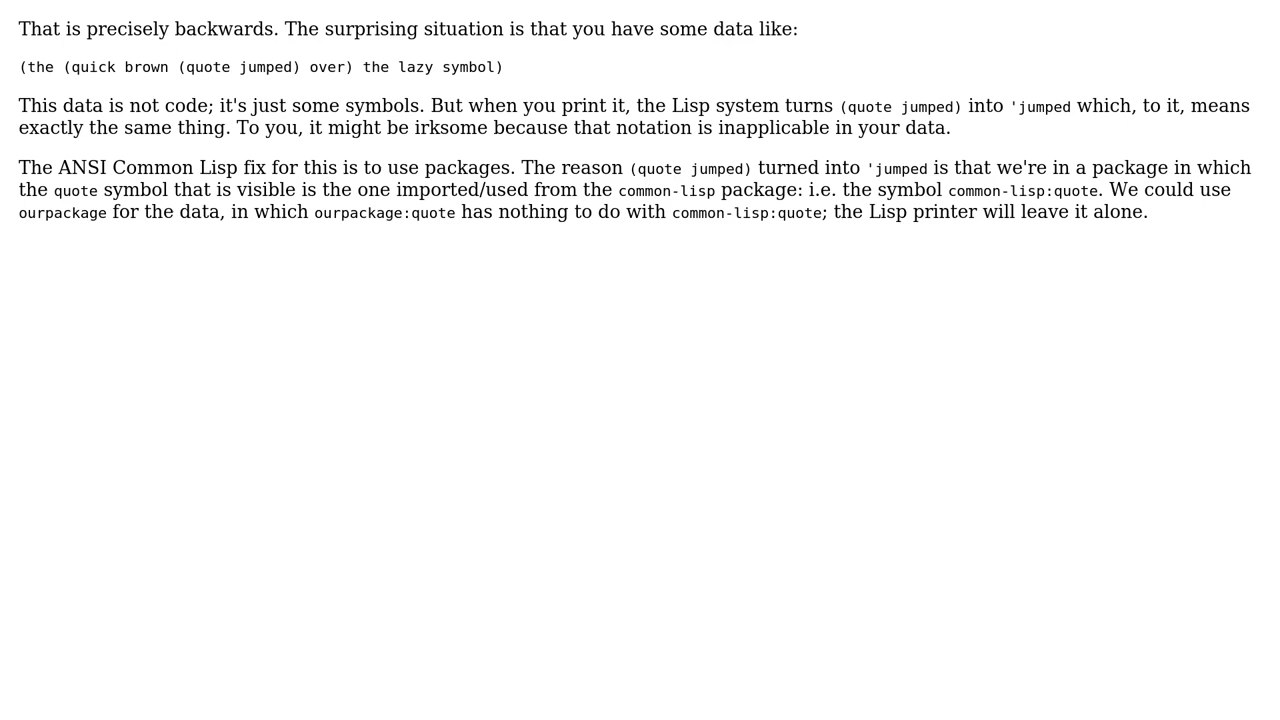 That is precisely backwards. The surprising situation is that you have some data like:
(the (quick brown (quote jumped) over) the lazy symbol)
This data is not code; it's just some symbols. But when you print it, the Lisp system turns (quote jumped) into 'jumped which, to it, means
exactly the same thing. To you, it might be irksome because that notation is inapplicable in your data.
The ANSI Common Lisp fix for this is to use packages. The reason (quote jumped) turned into 'jumped is that we're in a package in which
the quote symbol that is visible is the one imported/used from the common-lisp package: i.e. the symbol common-lisp:quote. We could use
ourpackage for the data, in which ourpackage:quote has nothing to do with common-lisp:quote; the Lisp printer will leave it alone.